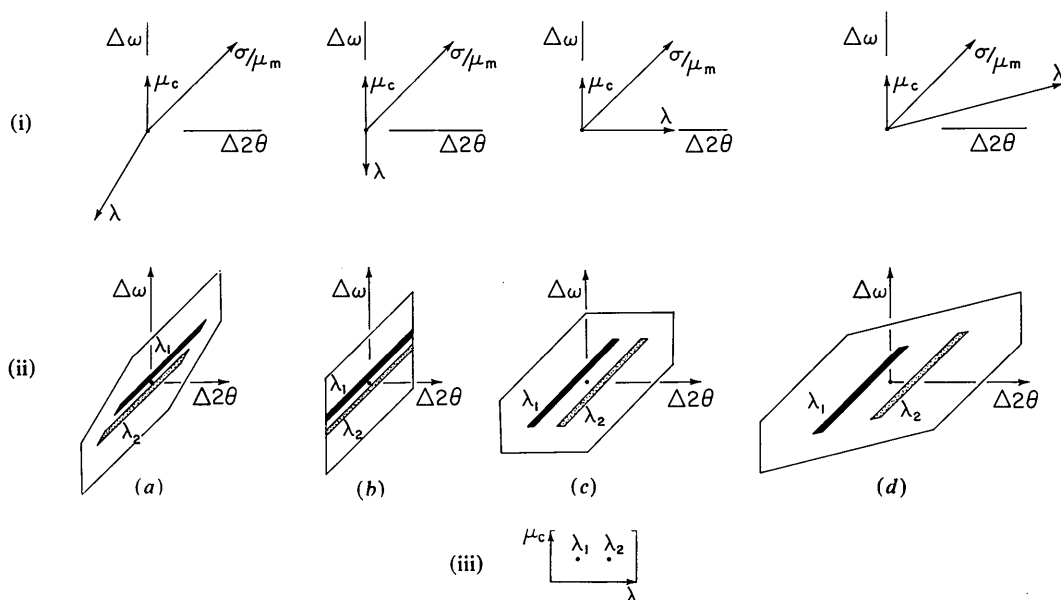 Δω Δω Δω Δω
σ/μm σ/μm σ/μm σ/μm
μc μc μc μc
λ
(i)
λ
Δ2θ Δ2θ Δ2θ Δ2θ
λ
λ
Δω Δω Δω Δω
(ii)
λ1 λ1 λ1 λ1
Δ2θ Δ2θ Δ2θ Δ2θ
λ2 λ2 λ2 λ2
(a) (b) (c) (d)
(iii)
μc λ1 λ2
λ